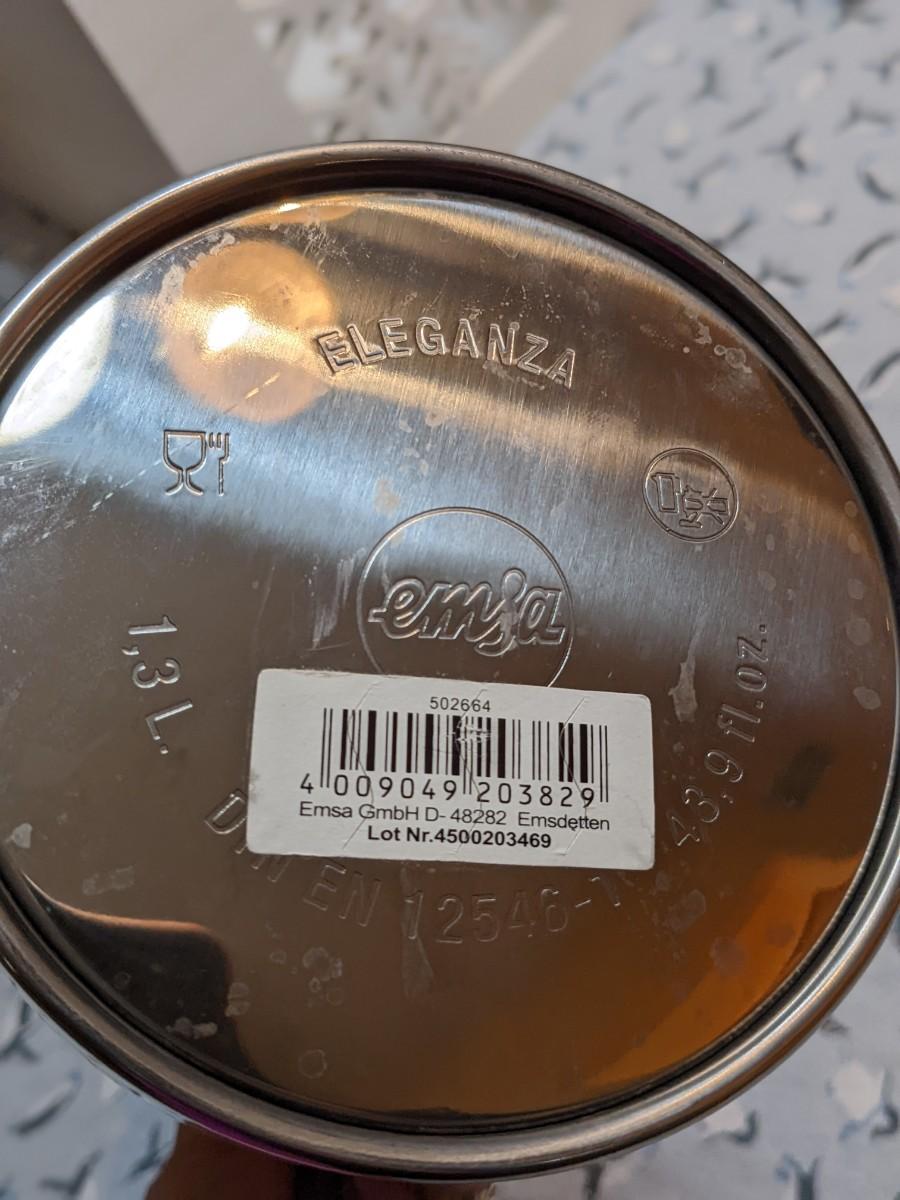 ELEGANZA
emsa
1,3 L.
43,9 fl.oz.
502664
4 009049 203829
Emsa GmbH D- 48282 Emsdetten
Lot Nr.4500203469
EN 12546-1